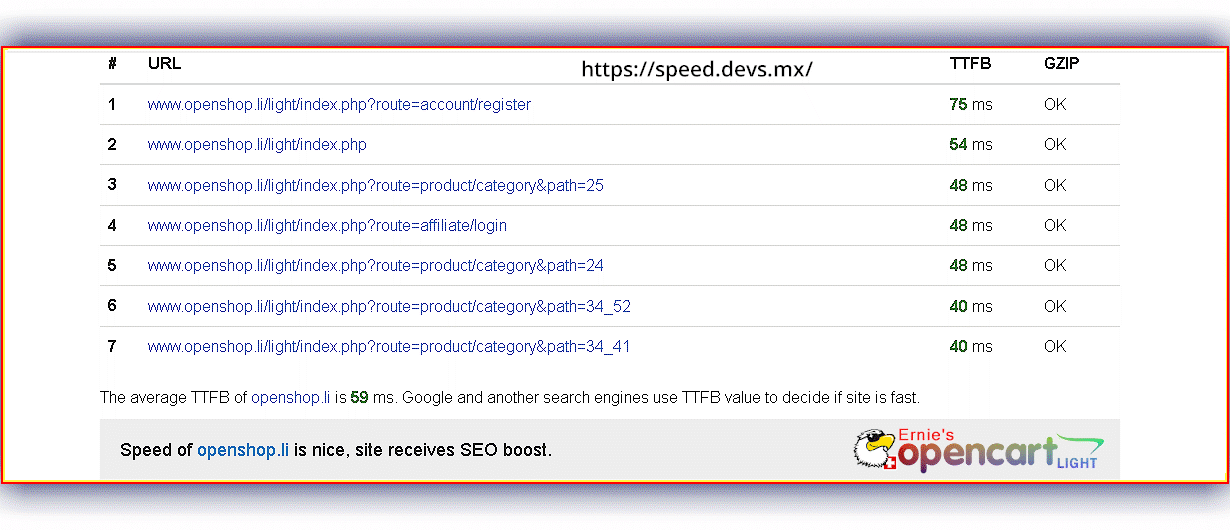 # URL https://speed.devs.mx/ TTFB GZIP
1 www.openshop.li/light/index.php?route=account/register 75 ms OK
2 www.openshop.li/light/index.php 54 ms OK
3 www.openshop.li/light/index.php?route=product/category&path=25 48 ms OK
4 www.openshop.li/light/index.php?route=affiliate/login 48 ms OK
5 www.openshop.li/light/index.php?route=product/category&path=24 48 ms OK
6 www.openshop.li/light/index.php?route=product/category&path=34_52 40 ms OK
7 www.openshop.li/light/index.php?route=product/category&path=34_41 40 ms OK
The average TTFB of openshop.li is 59 ms. Google and another search engines use TTFB value to decide if site is fast.
Speed of openshop.li is nice, site receives SEO boost.
Ernie's
opencart
LIGHT